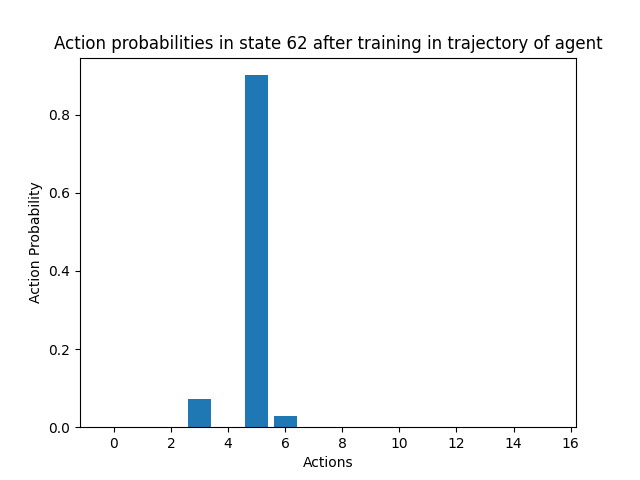 Action probabilities in state 62 after training in trajectory of agent
Action Probability
0.8
0.6
0.4
0.2
0.0
0 2 4 6 8 10 12 14 16
Actions